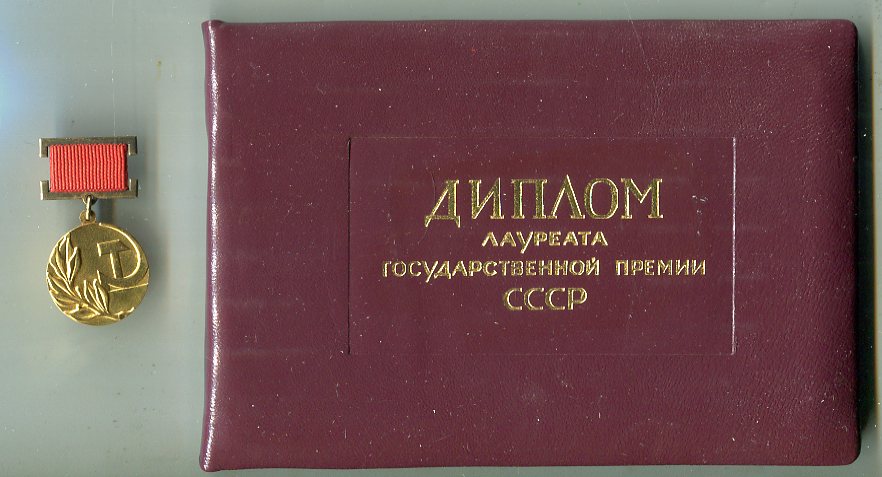 ДИПЛОМ
ЛАУРЕАТА
ГОСУДАРСТВЕННОЙ ПРЕМИИ
СССР